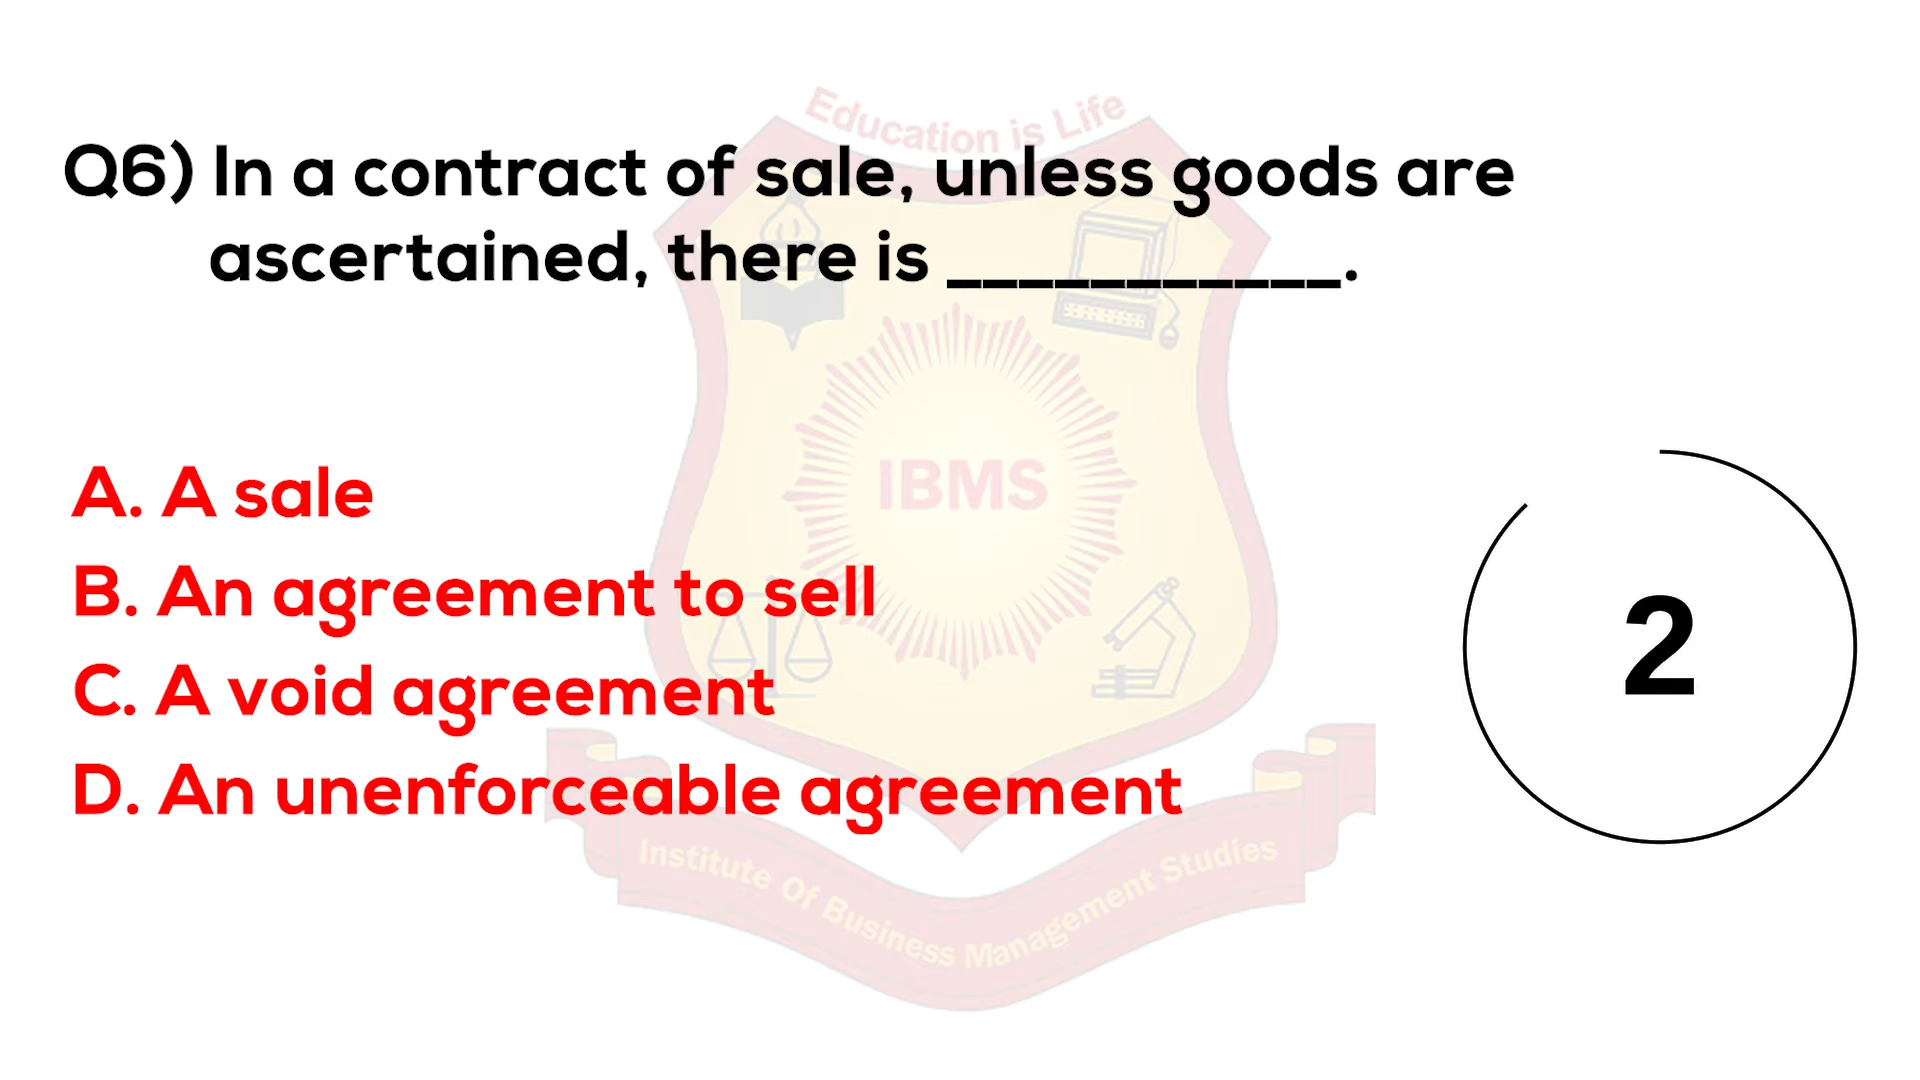 Education is Life
Q6) In a contract of sale, unless goods are
ascertained, there is ___________.
IBMS
A. A sale
B. An agreement to sell
C. A void agreement
D. An unenforceable agreement
2
Institute Of Business Management Studies